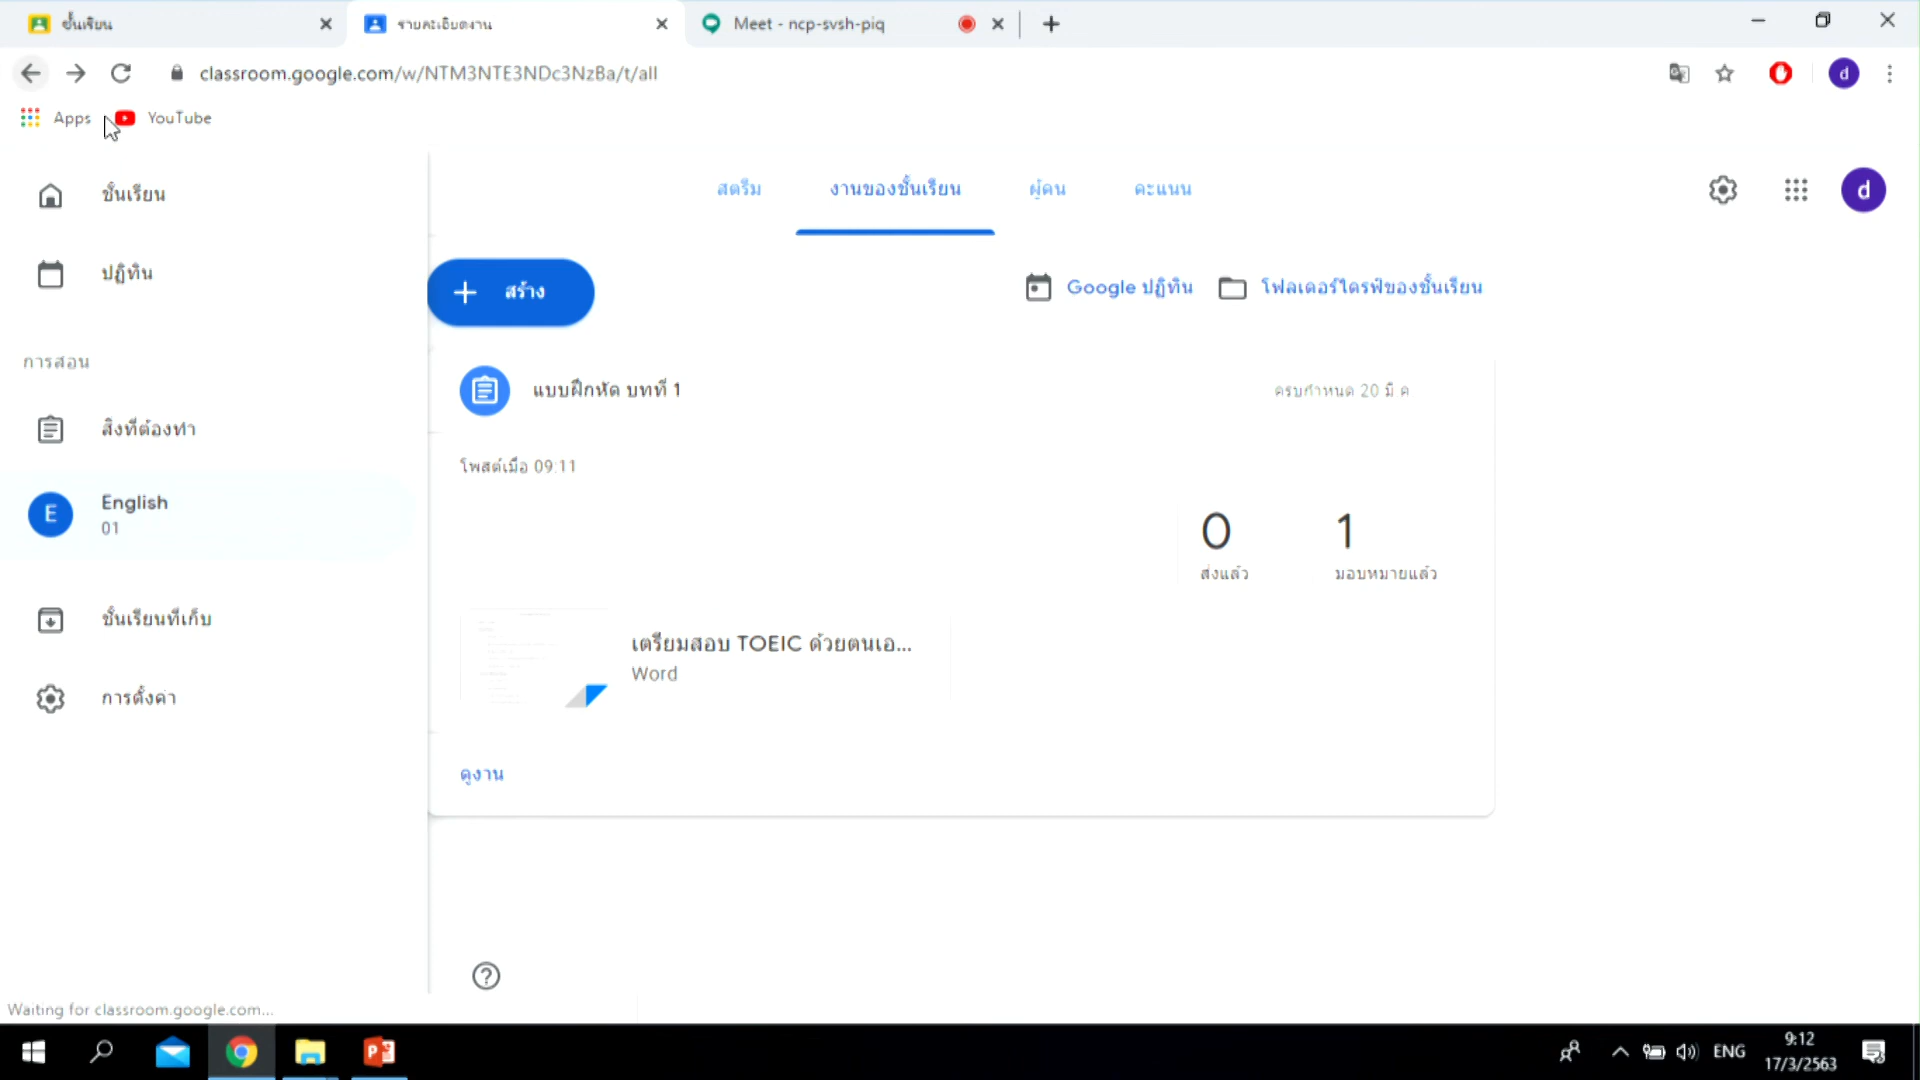 ชั้นเรียน
รายละเอียดงาน
Meet - ncp-svsh-piq
classroom.google.com/w/NTM3NTE3NDc3NzBa/t/all
d
Apps
YouTube
ชั้นเรียน
สตรีม
งานของชั้นเรียน
ผู้คน
คะแนน
d
ปฏิทิน
สร้าง
Google ปฏิทิน
โฟลเดอร์ไดรฟ์ของชั้นเรียน
การสอน
แบบฝึกหัด บทที่ 1
ครบกำหนด 20 มี ค
สิ่งที่ต้องทำ
โพสต์เมื่อ 09:11
E
English
01
0
1
ส่งแล้ว
มอบหมายแล้ว
ชั้นเรียนที่เก็บ
เตรียมสอบ TOEIC ด้วยตนเอ...
Word
การตั้งค่า
ดูงาน
Waiting for classroom.google.com...
ENG
9:12
17/3/2563